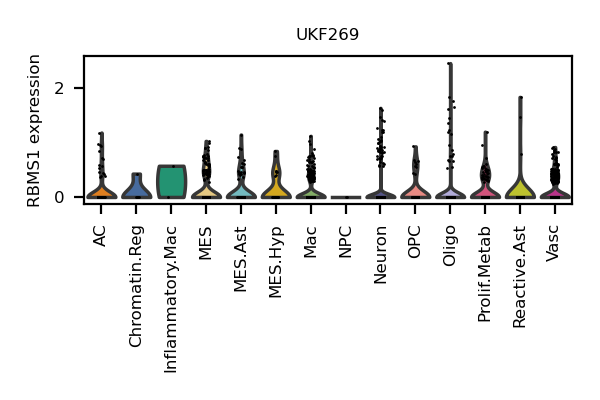 UKF269
RBMS1 expression
2
0
AC
Chromatin.Reg
Inflammatory.Mac
MES
MES.Ast
MES.Hyp
Mac
NPC
Neuron
OPC
Oligo
Prolif.Metab
Reactive.Ast
Vasc